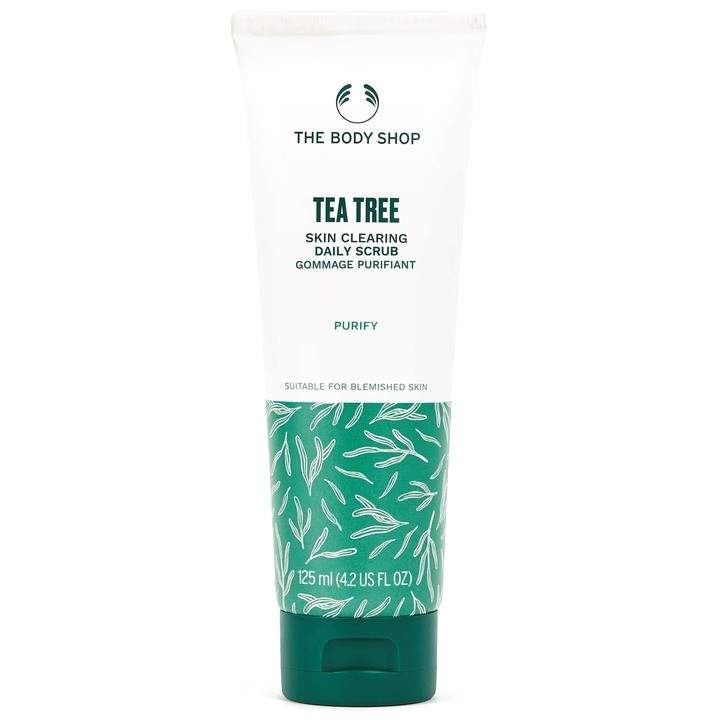 THE BODY SHOP
TEA TREE
SKIN CLEARING
DAILY SCRUB
GOMMAGE PURIFIANT
PURIFY
SUITABLE FOR BLEMISHED SKIN
125 ml (4.2 US FL OZ)